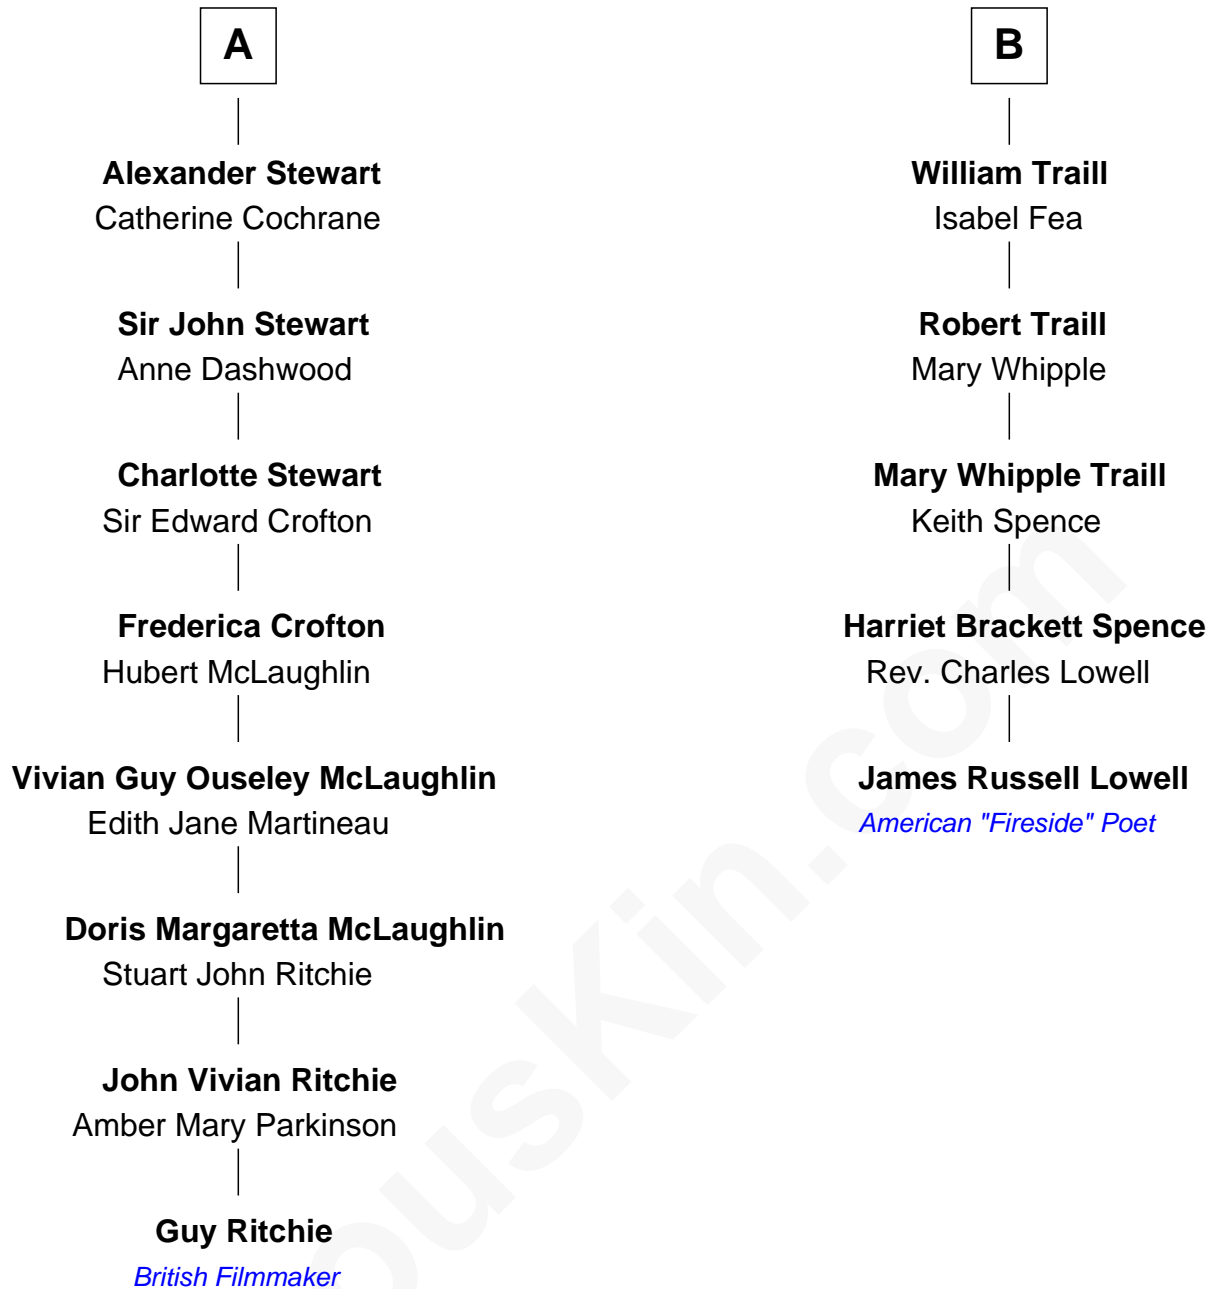 A
Alexander Stewart
Catherine Cochrane
Sir John Stewart
Anne Dashwood
Charlotte Stewart
Sir Edward Crofton
Frederica Crofton
Hubert McLaughlin
Vivian Guy Ouseley McLaughlin
Edith Jane Martineau
Doris Margaretta McLaughlin
Stuart John Ritchie
John Vivian Ritchie
Amber Mary Parkinson
Guy Ritchie
British Filmmaker
B
William Traill
Isabel Fea
Robert Traill
Mary Whipple
Mary Whipple Traill
Keith Spence
Harriet Brackett Spence
Rev. Charles Lowell
James Russell Lowell
American "Fireside" Poet
ousKin.com